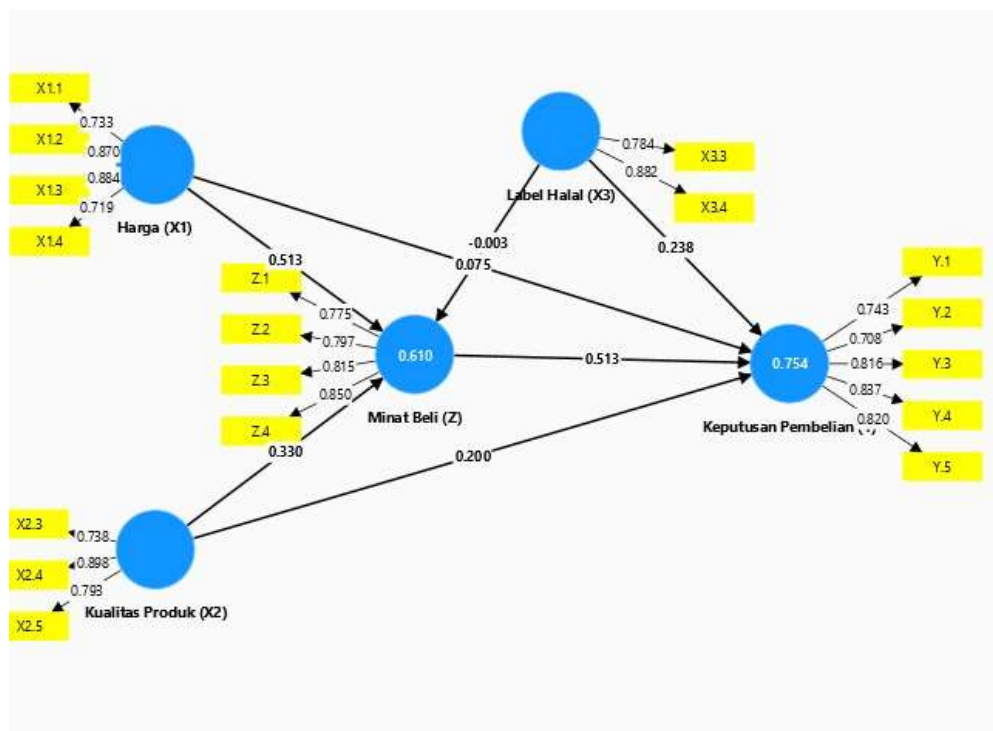 X1.1
0.733
X1.2
0.870
X1.3
0.884
0.719
X1.4
Harga (X1)
0.784
X3.3
0.882
X3.4
Label Halal (X3)
-0.003
0.075
0.238
0.513
Z.1
0.775
Z.2
0.797
Z.3
0.815
0.850
Z.4
0.610
Minat Beli (Z)
0.513
0.330
0.200
0.754
Keputusan Pembelian
Y.1
0.743
Y.2
0.708
Y.3
0.816
0.837
Y.4
0.820
Y.5
X2.3
0.738
X2.4
0.898
0.793
X2.5
Kualitas Produk (X2)